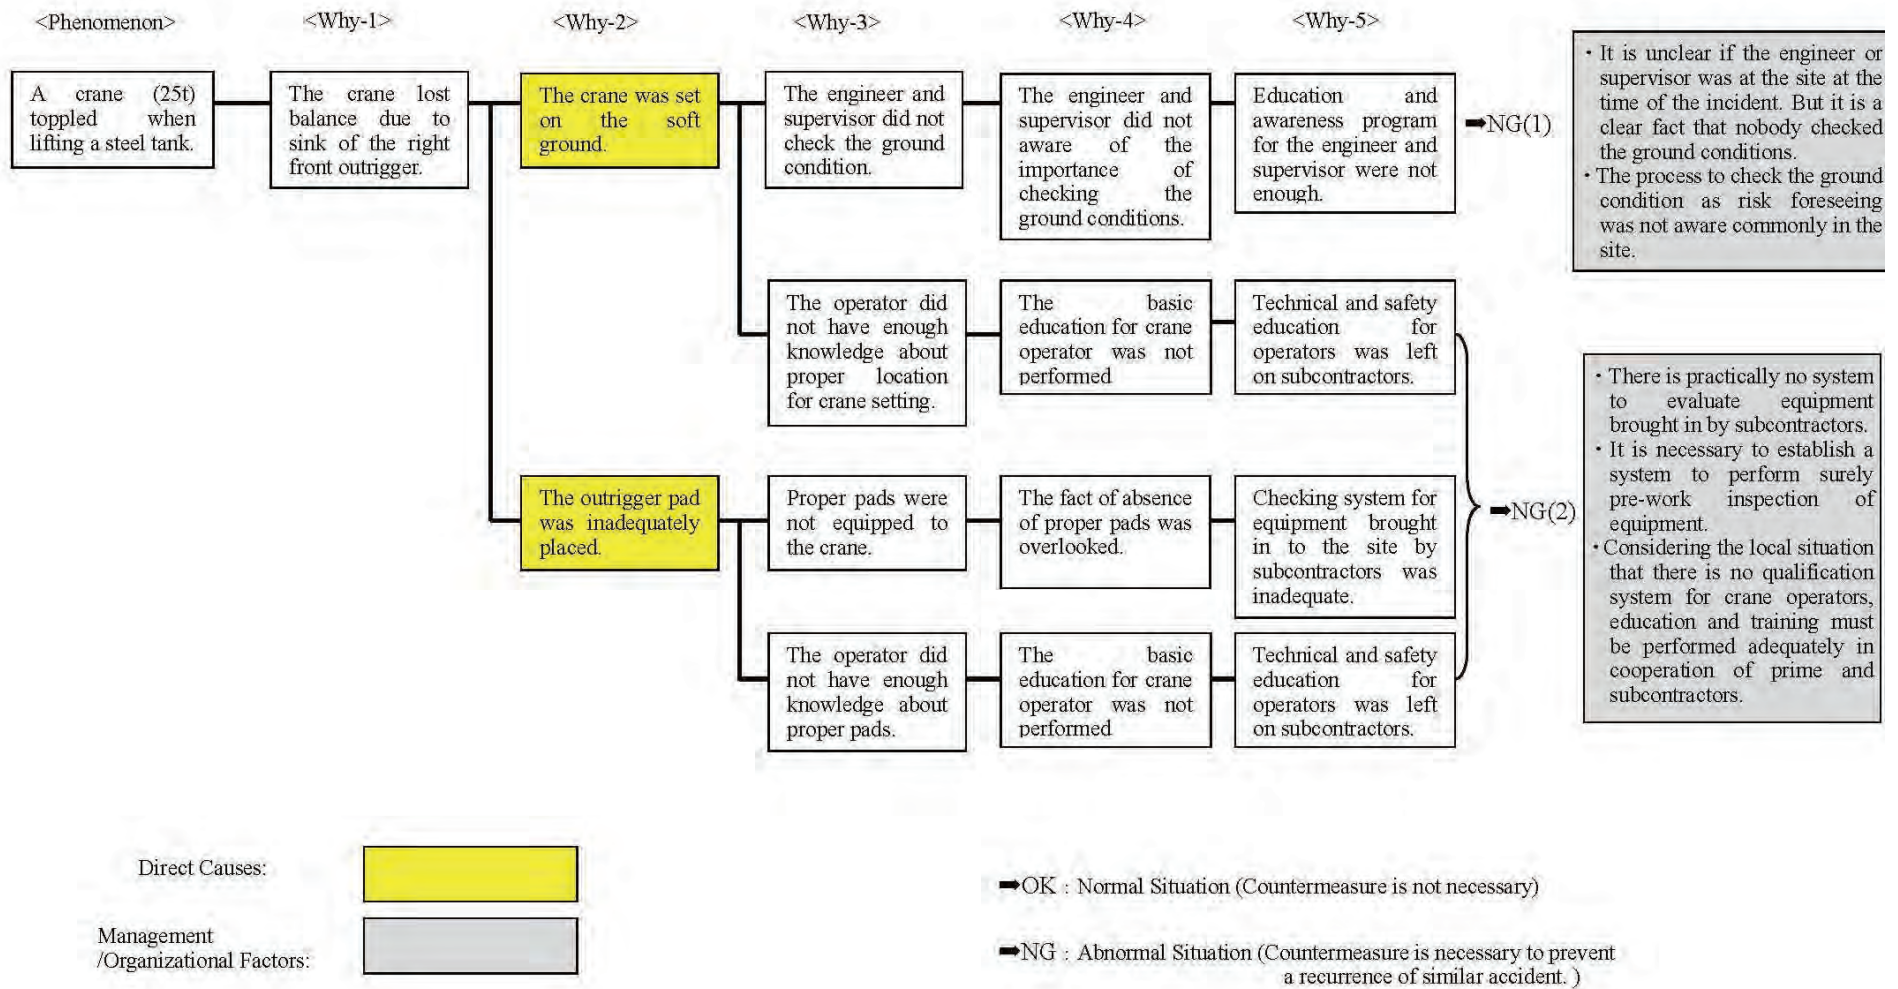 <Phenomenon>
<Why-1>
<Why-2>
<Why-3>
<Why-4>
<Why-5>
A crane (25t)
toppled when
lifting a steel tank.
The crane lost
balance due to
sink of the right
front outrigger.
The crane was set
on the soft
ground.
The engineer and
supervisor did not
check the ground
condition.
The engineer and
supervisor did not
aware of the
importance of
checking the
ground conditions.
Education and
awareness program
for the engineer and
supervisor were not
enough.
➡NG(1)
・It is unclear if the engineer or
supervisor was at the site at the
time of the incident. But it is a
clear fact that nobody checked
the ground conditions.
・The process to check the ground
condition as risk foreseeing
was not aware commonly in the
site.
The operator did
not have enough
knowledge about
proper location
for crane setting.
The basic
education for crane
operator was not
performed
Technical and safety
education for
operators was left
on subcontractors.
The outrigger pad
was inadequately
placed.
Proper pads were
not equipped to
the crane.
The fact of absence
of proper pads was
overlooked.
Checking system for
equipment brought
in to the site by
subcontractors was
inadequate.
➡NG(2)
・There is practically no system
to evaluate equipment
brought in by subcontractors.
・It is necessary to establish a
system to perform surely
pre-work inspection of
equipment.
・Considering the local situation
that there is no qualification
system for crane operators,
education and training must
be performed adequately in
cooperation of prime and
subcontractors.
The operator did
not have enough
knowledge about
proper pads.
The basic
education for crane
operator was not
performed
Technical and safety
education for
operators was left
on subcontractors.
Direct Causes:
Management
/Organizational Factors:
➡OK : Normal Situation (Countermeasure is not necessary)
➡NG : Abnormal Situation (Countermeasure is necessary to prevent
a recurrence of similar accident. )